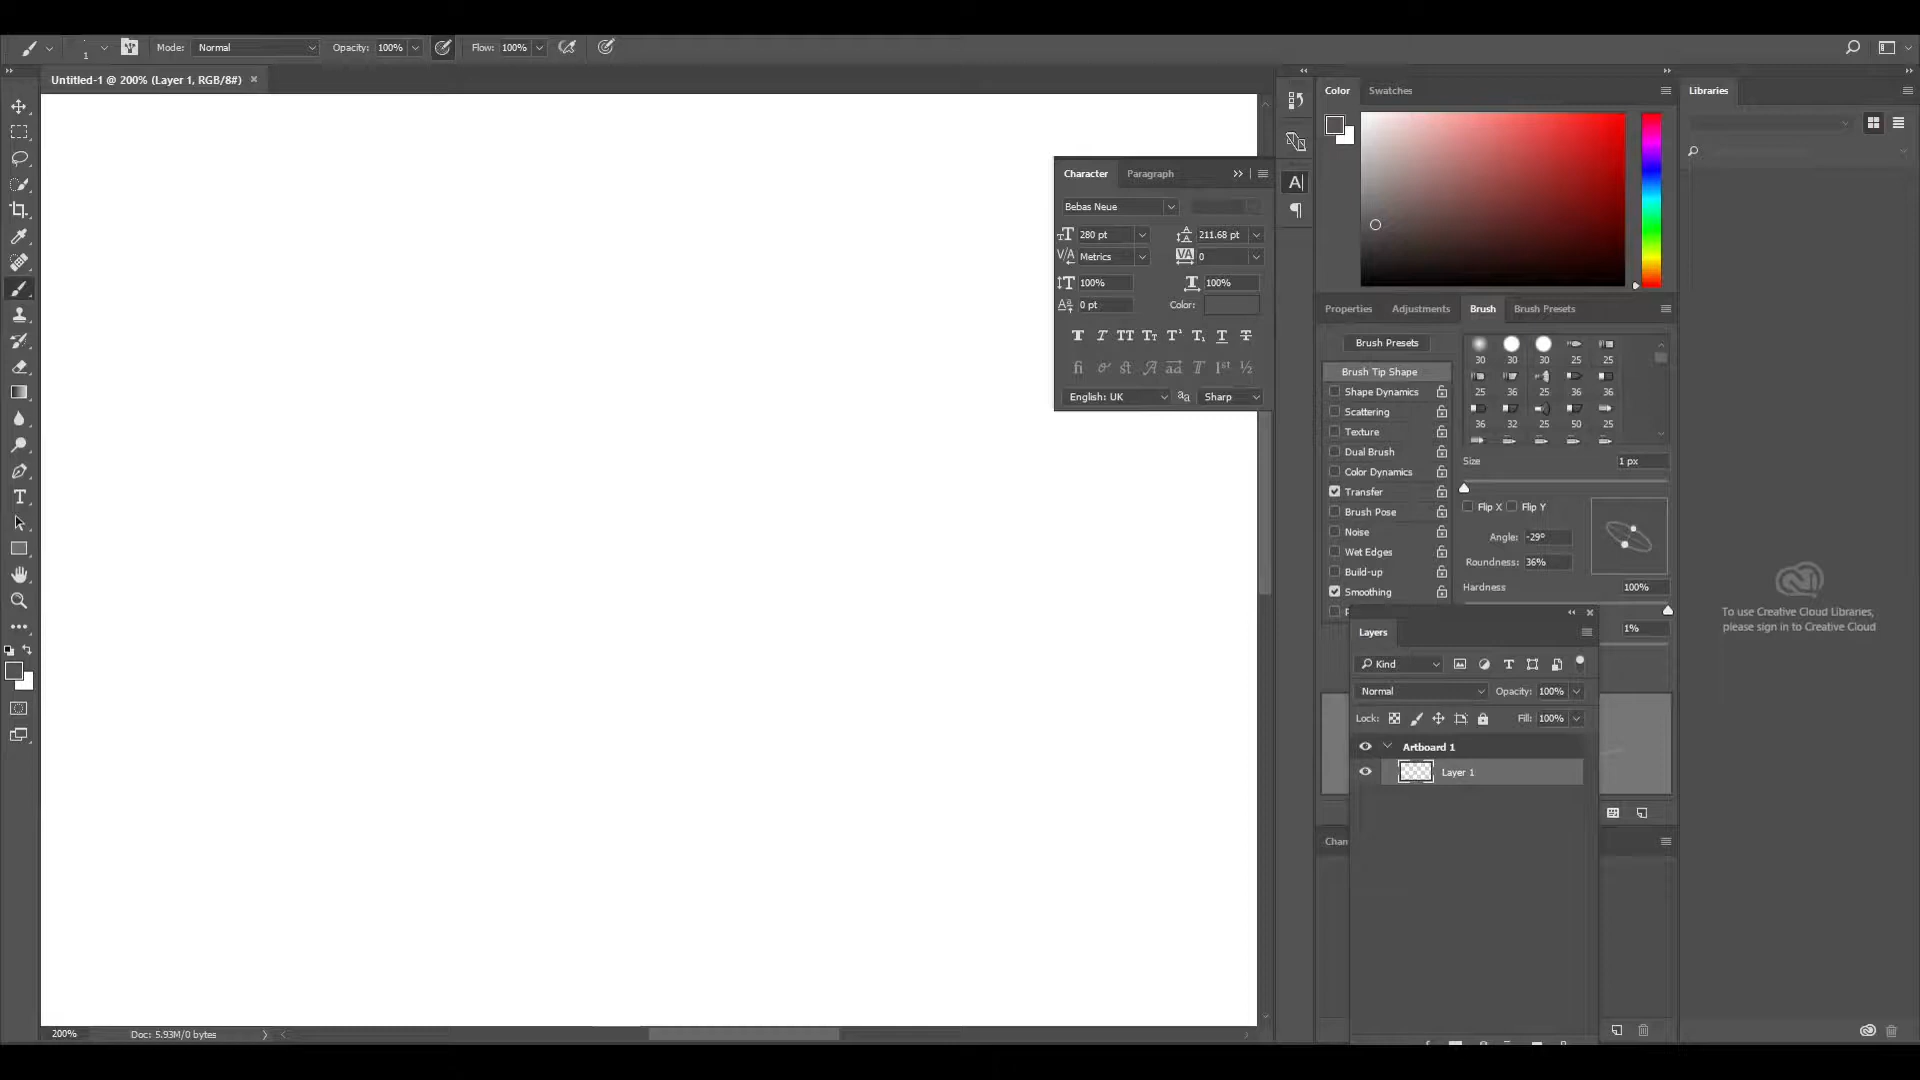 1 Mode: Normal Opacity: 100% Flow: 100%
Untitled-1 @ 200% (Layer 1, RGB/8#) ×
Color Swatches
Libraries
Character Paragraph
Bebas Neue
280 pt 211.68 pt
Metrics 0
100% 100%
0 pt Color:
English: UK Sharp
Properties Adjustments Brush Brush Presets
Brush Presets
Brush Tip Shape
Shape Dynamics
Scattering
Texture
Dual Brush
Color Dynamics
Transfer
Brush Pose
Noise
Wet Edges
Build-up
Smoothing
30 30 30 25 25
25 36 25 36 36
36 32 25 50 25
Size 1 px
Flip X Flip Y
Angle: -29º
Roundness: 36%
Hardness 100%
1%
To use Creative Cloud Libraries,
please sign in to Creative Cloud
Layers
Kind
Normal Opacity: 100%
Lock: Fill: 100%
Artboard 1
Layer 1
Chan
200% Doc: 5.93M/0 bytes